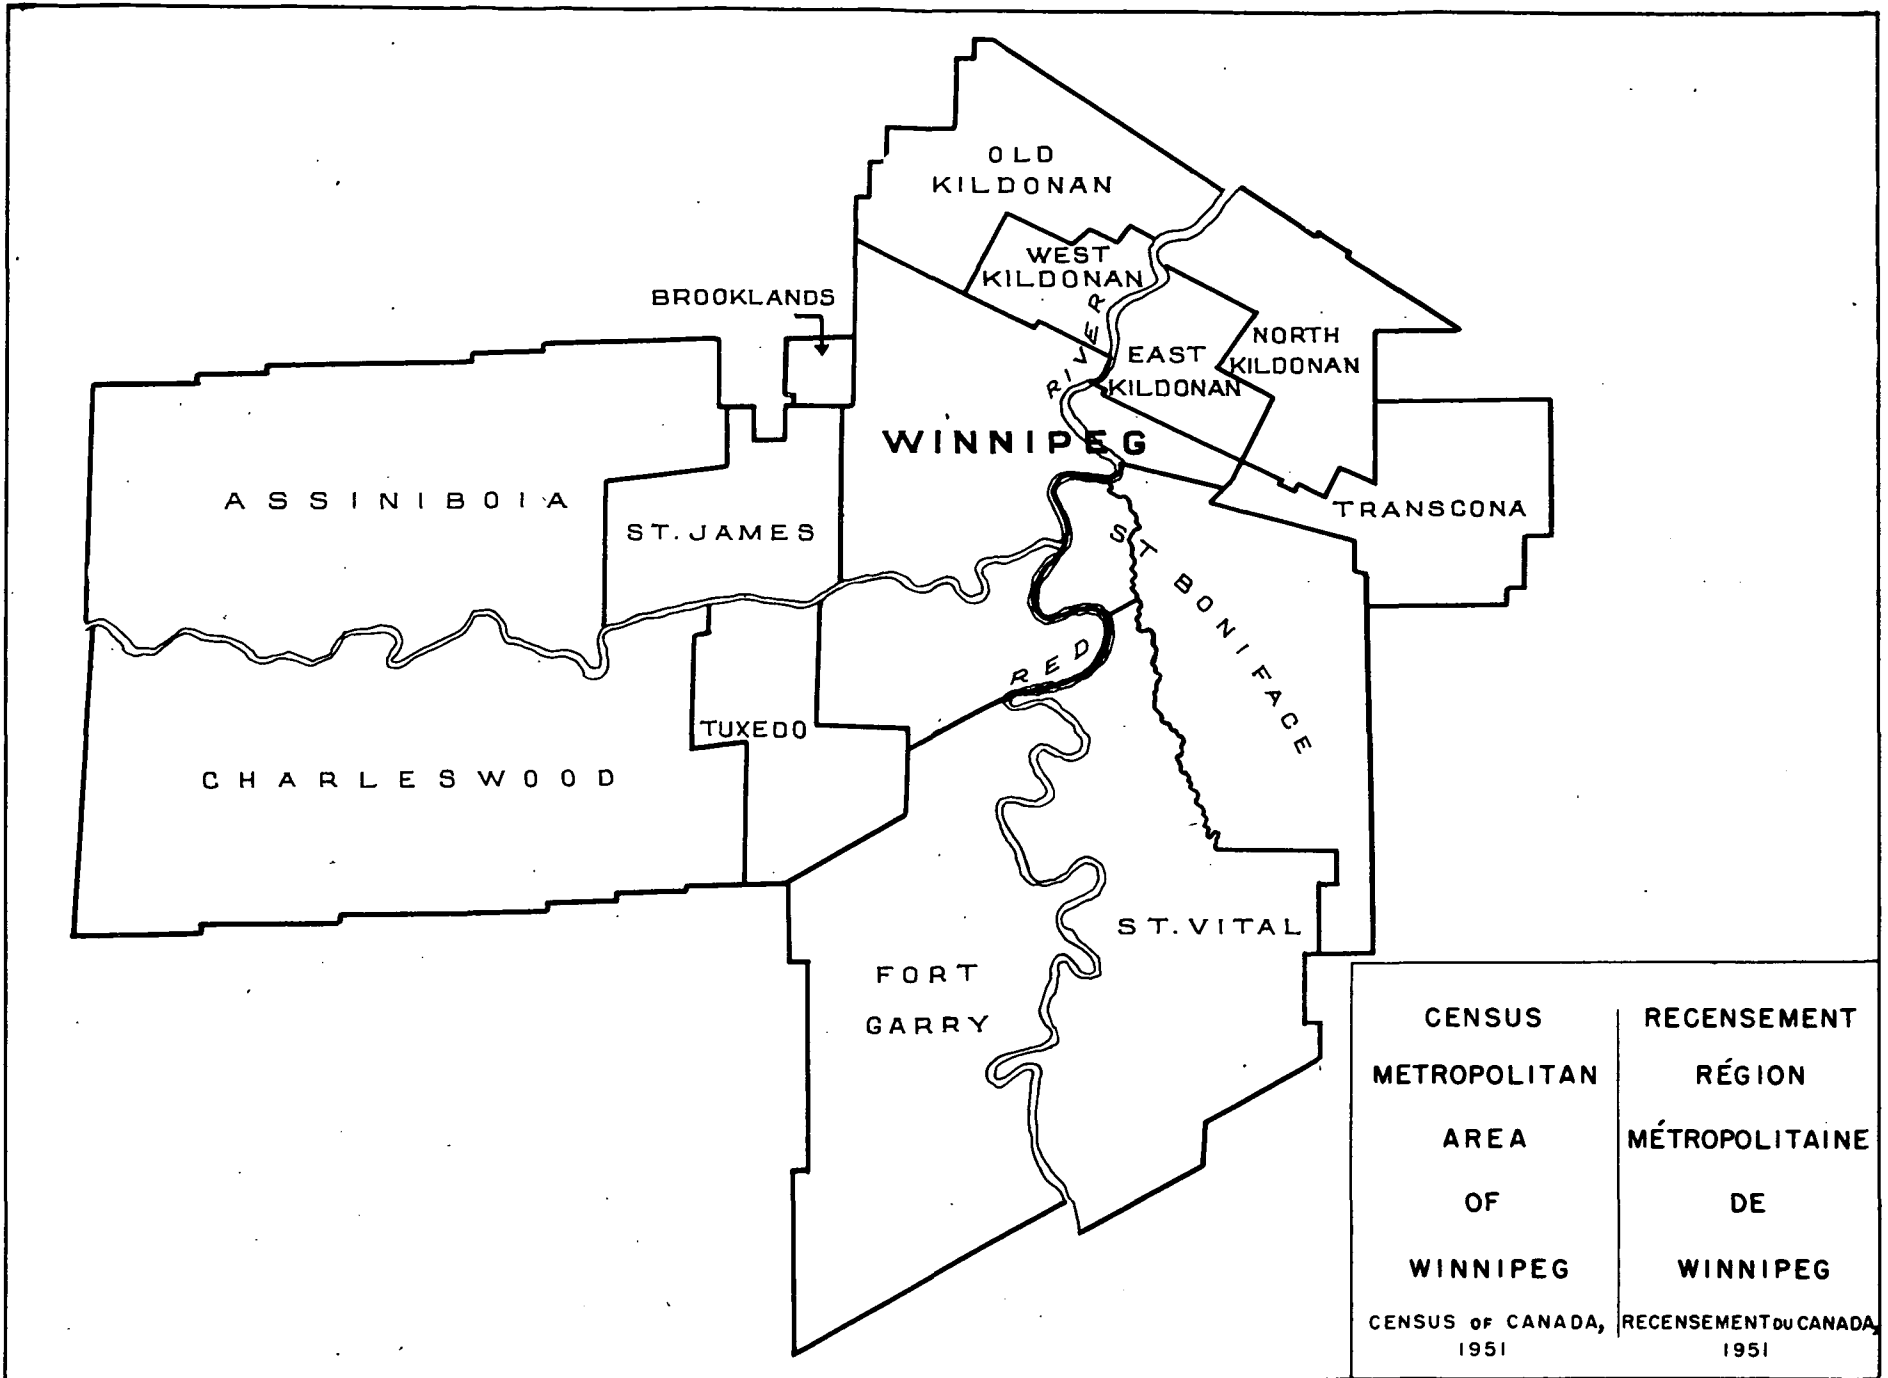 OLD
KILDONAN
WEST
KILDONAN
BROOKLANDS
RIVER
NORTH
KILDONAN
EAST
KILDONAN
WINNIPEG
ASSINIBOIA
ST. JAMES
TRANSCONA
ST BONIFACE
RED
TUXEDO
CHARLESWOOD
ST. VITAL
FORT
GARRY
CENSUS
METROPOLITAN
AREA
OF
WINNIPEG
CENSUS OF CANADA,
1951
RECENSEMENT
RÉGION
MÉTROPOLITAINE
DE
WINNIPEG
RECENSEMENT DU CANADA,
1951